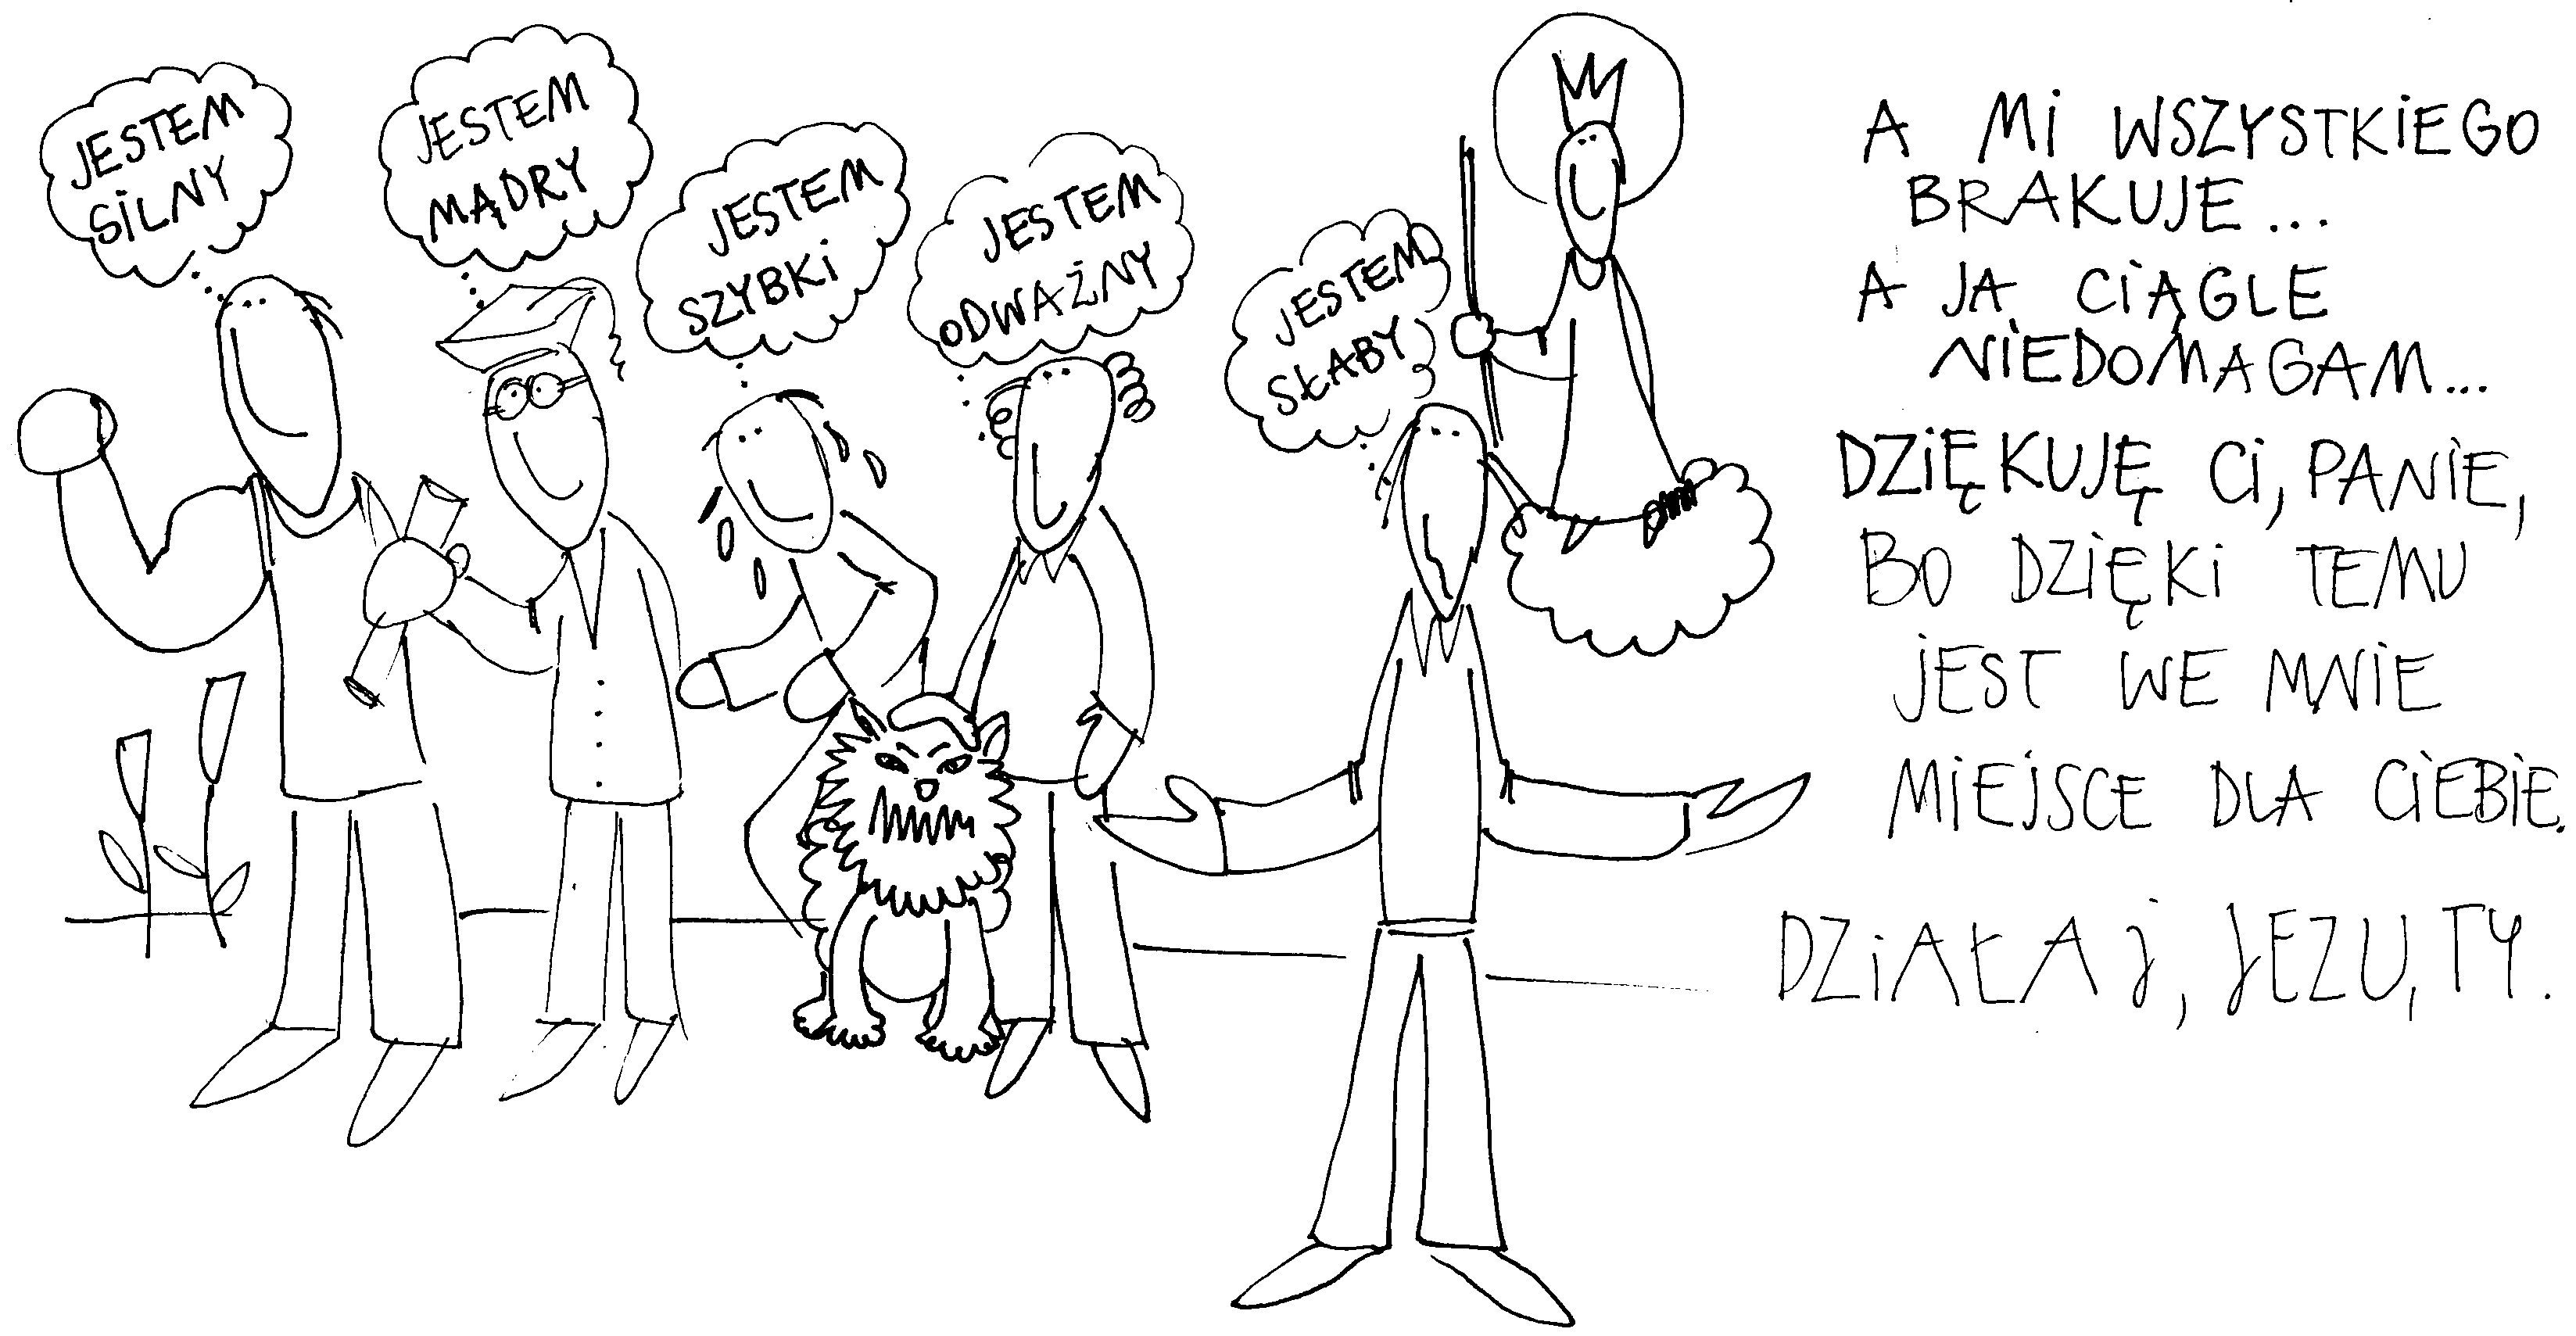 JESTEM
SILNY
JESTEM
MĄDRY
JESTEM
SZYBKI
JESTEM
ODWAŻNY
JESTEM
SŁABY
A MI WSZYSTKIEGO
BRAKUJE...
A JA CIĄGLE
NIEDOMAGAM...
DZIĘKUJĘ CI, PANIE,
BO DZIĘKI TEMU
JEST WE MNIE
MIEJSCE DLA CIEBIE.
DZIAŁAJ, JEZU, TY.